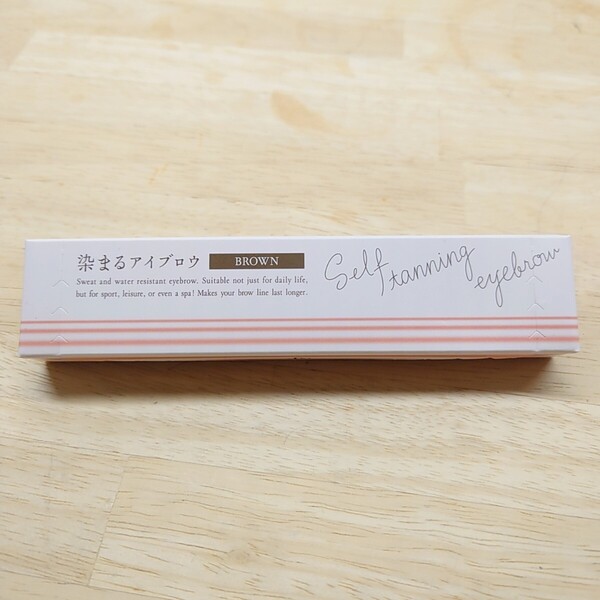 染まるアイブロウ BROWN
Sweat and water resistant eyebrow. Suitable not just for daily life,
but for sport, leisure, or even a spa! Makes your brow line last longer.
Self tanning eyebrow